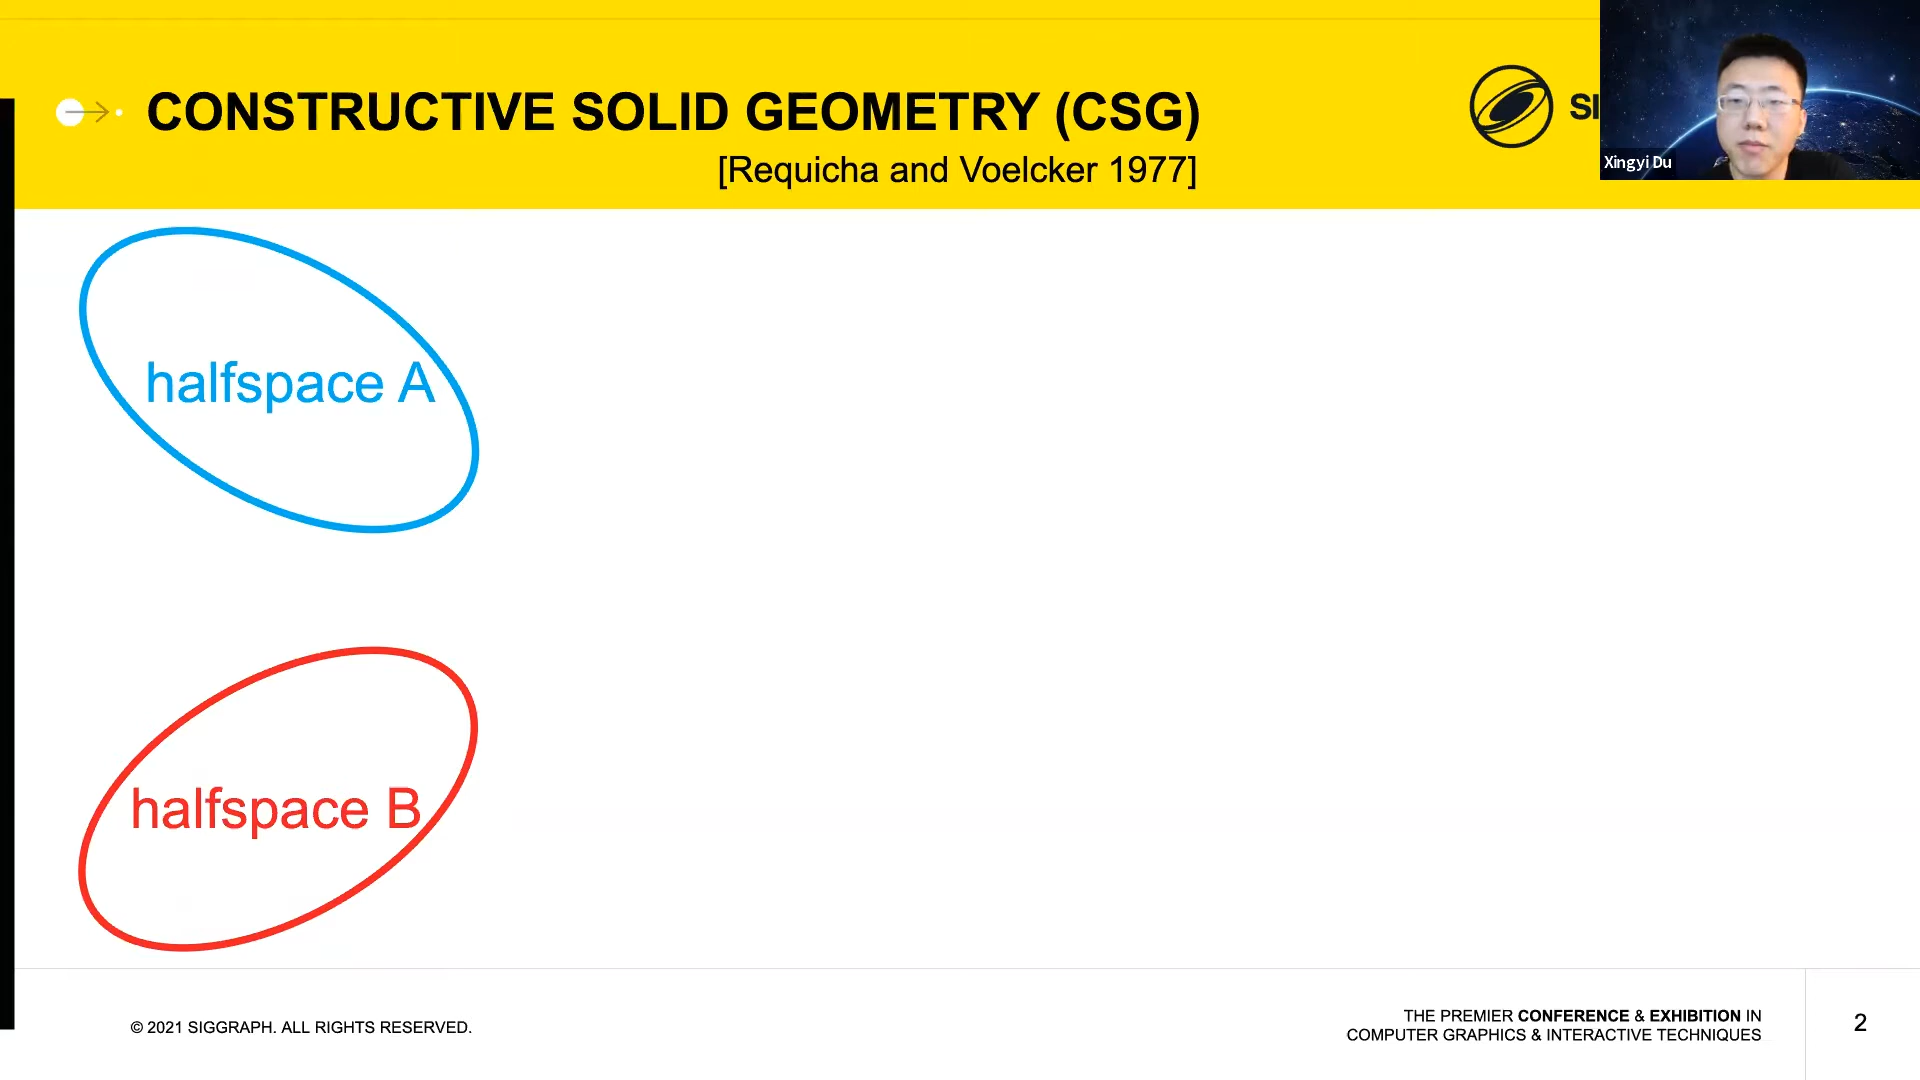 CONSTRUCTIVE SOLID GEOMETRY (CSG)
[Requicha and Voelcker 1977]
SI
Xingyi Du
halfspace A
halfspace B
© 2021 SIGGRAPH. ALL RIGHTS RESERVED.
THE PREMIER CONFERENCE & EXHIBITION IN
COMPUTER GRAPHICS & INTERACTIVE TECHNIQUES
2